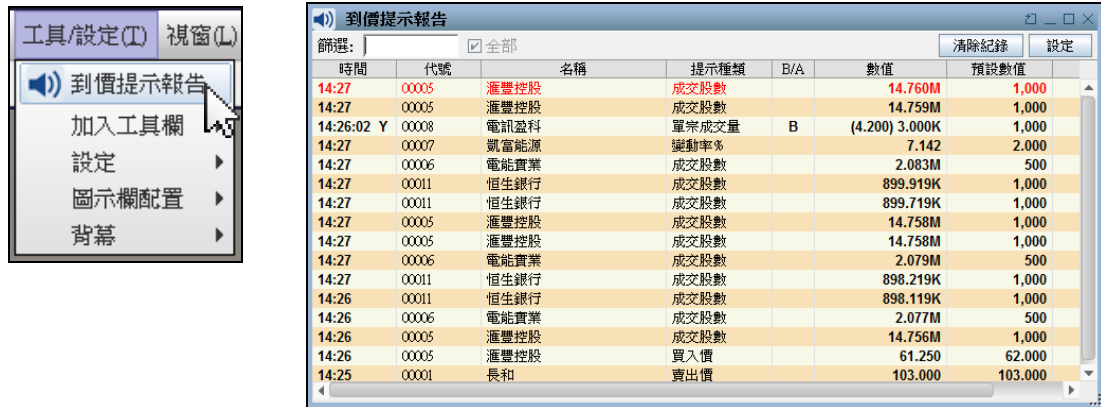 工具/設定(T) 視窗(L)
到價提示報告
加入工具欄
設定
圖示欄配置
背幕
到價提示報告
篩選: 全部 清除紀錄 設定
時間 代號 名稱 提示種類 B/A 數值 預設數值
14:27 00005 滙豐控股 成交股數 14.760M 1,000
14:27 00005 滙豐控股 成交股數 14.759M 1,000
14:26:02 Y 00008 電訊盈科 單宗成交量 B (4.200) 3.000K 1,000
14:27 00007 凱富能源 變動率% 7.142 2.000
14:27 00006 電能實業 成交股數 2.083M 500
14:27 00011 恒生銀行 成交股數 899.919K 1,000
14:27 00011 恒生銀行 成交股數 899.719K 1,000
14:27 00005 滙豐控股 成交股數 14.758M 1,000
14:27 00005 滙豐控股 成交股數 14.758M 1,000
14:27 00006 電能實業 成交股數 2.079M 500
14:27 00011 恒生銀行 成交股數 898.219K 1,000
14:26 00011 恒生銀行 成交股數 898.119K 1,000
14:26 00006 電能實業 成交股數 2.077M 500
14:26 00005 滙豐控股 成交股數 14.756M 1,000
14:26 00005 滙豐控股 買入價 61.250 62.000
14:25 00001 長和 賣出價 103.000 103.000